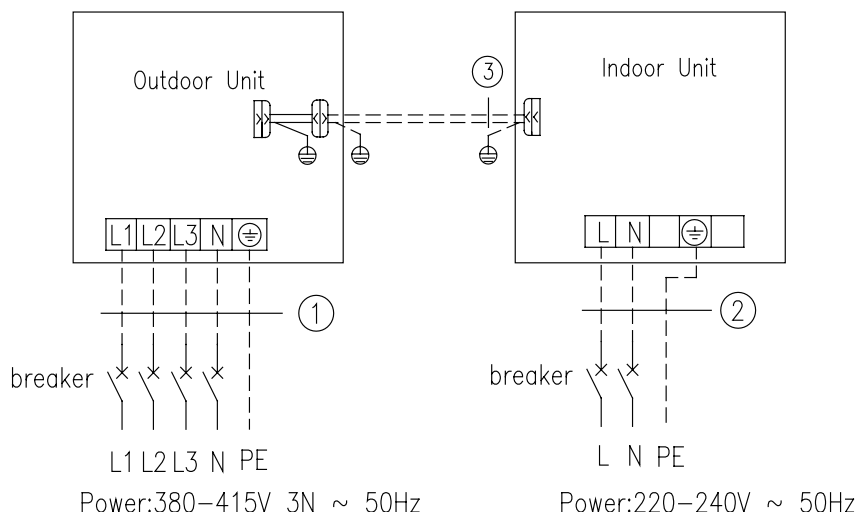 Outdoor Unit
Indoor Unit
3
L1 L2 L3 N
L N
1
2
breaker
breaker
L1 L2 L3 N PE
L N PE
Power:380-415V 3N ~ 50Hz
Power:220-240V ~ 50Hz